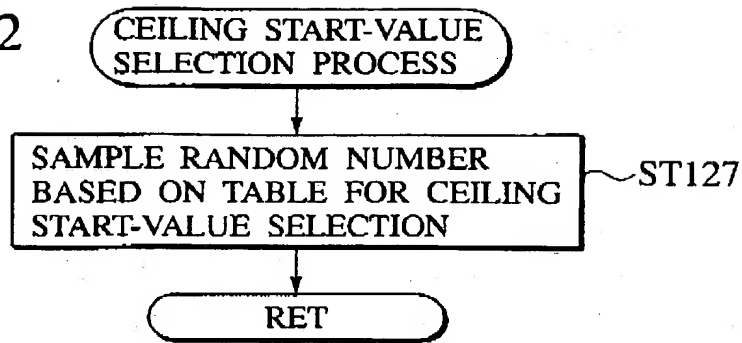 2
CEILING START-VALUE
SELECTION PROCESS
SAMPLE RANDOM NUMBER
BASED ON TABLE FOR CEILING
START-VALUE SELECTION
ST127
RET